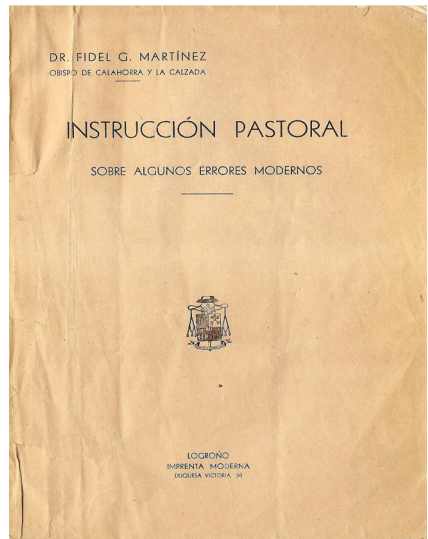 DR. FIDEL G. MARTÍNEZ
OBISPO DE CALAHORRA Y LA CALZADA
INSTRUCCIÓN PASTORAL
SOBRE ALGUNOS ERRORES MODERNOS
LOGROÑO
IMPRENTA MODERNA
DUQUESA VICTORIA,